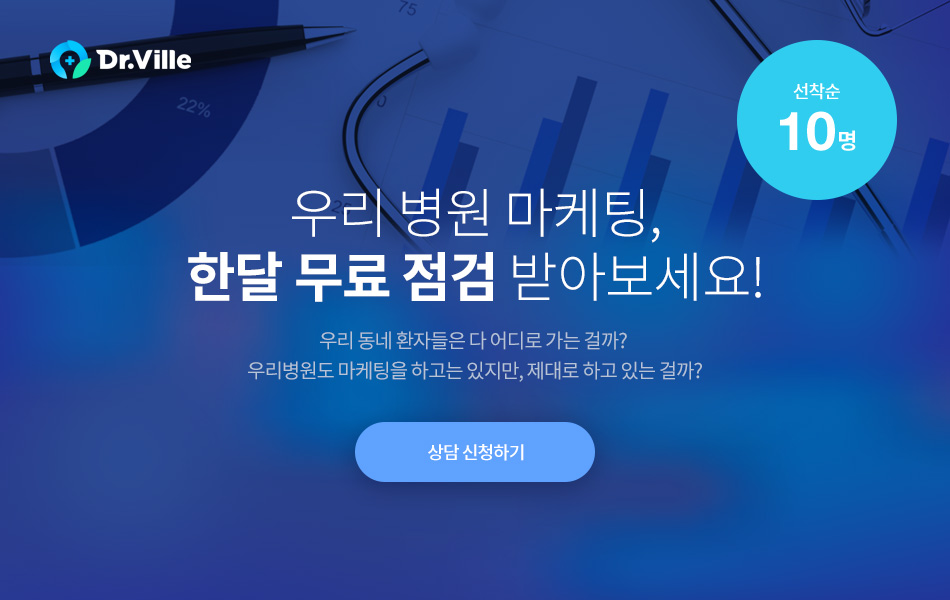 Dr.Ville
75
22%
0
선착순
10명
우리 병원 마케팅,
한달 무료 점검 받아보세요!
우리 동네 환자들은 다 어디로 가는 걸까?
우리병원도 마케팅을 하고는 있지만, 제대로 하고 있는 걸까?
상담 신청하기